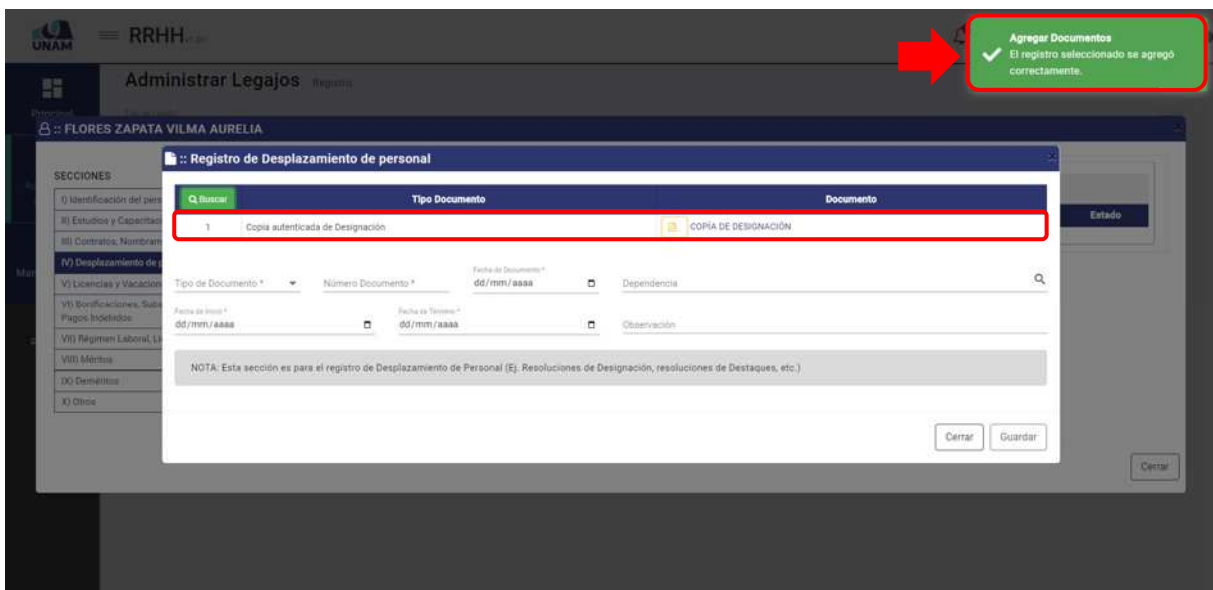 UNAM
RRHH
Agregar Documentos
El registro seleccionado se agregó
correctamente.
Administrar Legajos Registro
Principal
:: FLORES ZAPATA VILMA AURELIA
:: Registro de Desplazamiento de personal
SECCIONES
Buscar Tipo Documento Documento
1 Copia autenticada de Designación COPIA DE DESIGNACIÓN
Estado
I) Identificación del pers
II) Estudios y Capacitac
III) Contratos, Nombram
IV) Desplazamiento de p
V) Licencias y Vacacion
VI) Bonificaciones, Subs
Pagos Indebidos
VII) Régimen Laboral, Li
VIII) Méritos
IX) Deméritos
X) Otros
Tipo de Documento * Número Documento * Fecha de Documento * dd/mm/aaaa Dependencia
Fecha de Inicio * dd/mm/aaaa Fecha de Termino * dd/mm/aaaa Observación
NOTA: Esta sección es para el registro de Desplazamiento de Personal (Ej. Resoluciones de Designación, resoluciones de Destaques, etc.)
Cerrar Guardar
Cerrar